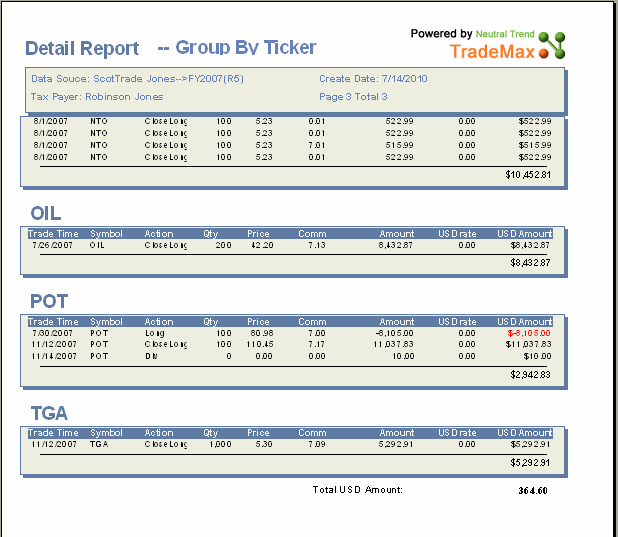 Detail Report -- Group By Ticker
Powered by Neutral Trend
TradeMax
Data Souce: ScotTrade Jones-->FY2007(R5) Create Date: 7/14/2010
Tax Payer: Robinson Jones Page 3 Total 3
8/1/2007 NTO Close Long 100 5.23 0.01 522.99 0.00 $522.99
8/1/2007 NTO Close Long 100 5.23 0.01 522.99 0.00 $522.99
8/1/2007 NTO Close Long 100 5.23 7.01 515.99 0.00 $515.99
8/1/2007 NTO Close Long 100 5.23 0.01 522.99 0.00 $522.99
$10,452.81
OIL
Trade Time Symbol Action Qty Price Comm Amount USD rate USD Amount
7/26/2007 OIL Close Long 200 42.20 7.13 8,432.87 0.00 $8,432.87
$8,432.87
POT
Trade Time Symbol Action Qty Price Comm Amount USD rate USD Amount
7/30/2007 POT Long 100 80.98 7.00 -8,105.00 0.00 $-8,105.00
11/12/2007 POT Close Long 100 110.45 7.17 11,037.83 0.00 $11,037.83
11/14/2007 POT DIV 0 0.00 0.00 10.00 0.00 $10.00
$2,942.83
TGA
Trade Time Symbol Action Qty Price Comm Amount USD rate USD Amount
11/12/2007 TGA Close Long 1,000 5.30 7.09 5,292.91 0.00 $5,292.91
$5,292.91
Total USD Amount: 364.60